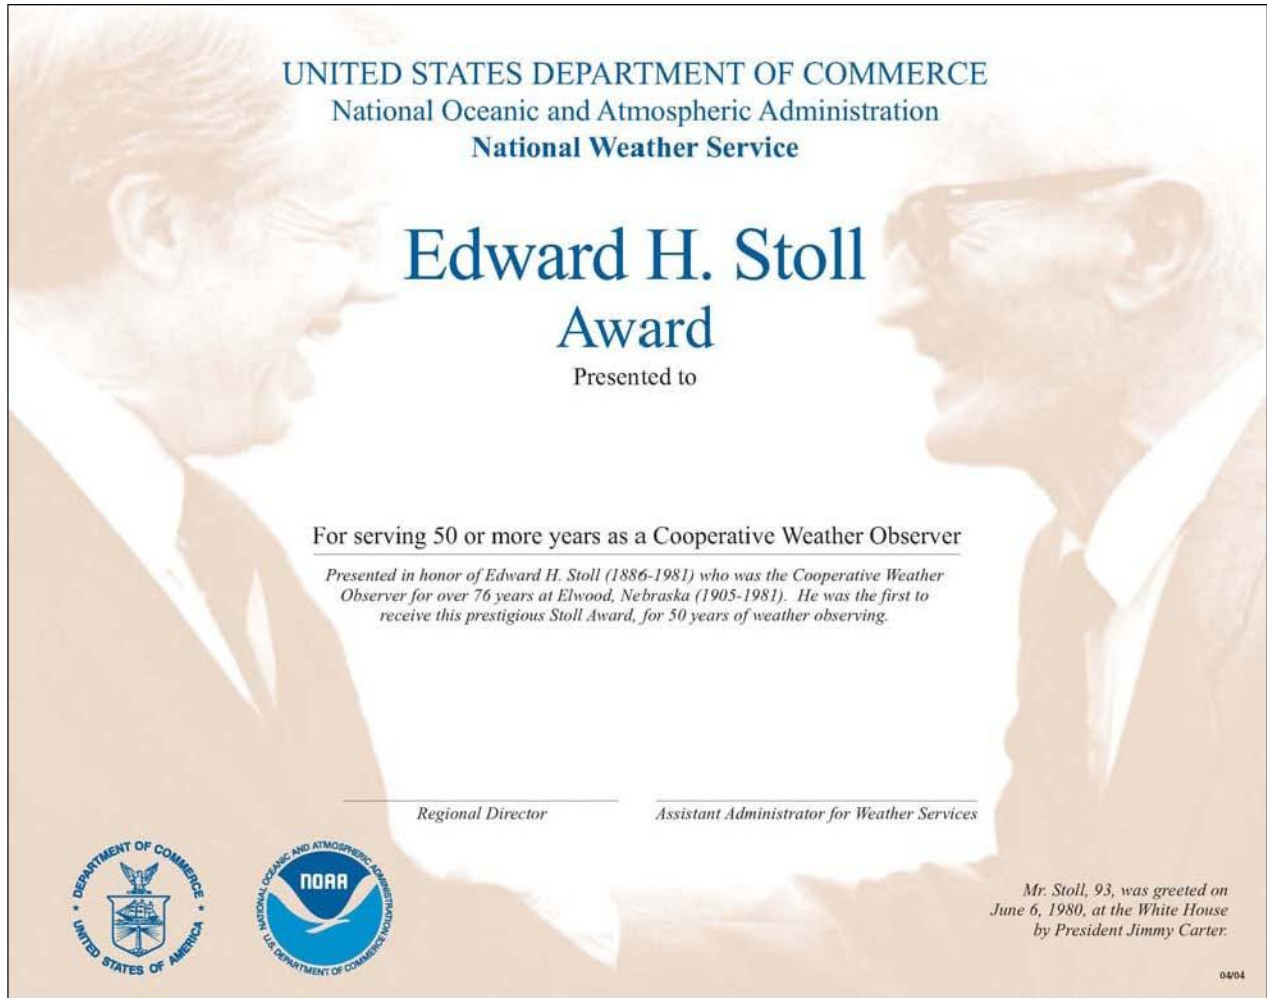 UNITED STATES DEPARTMENT OF COMMERCE
National Oceanic and Atmospheric Administration
National Weather Service
Edward H. Stoll
Award
Presented to
For serving 50 or more years as a Cooperative Weather Observer
Presented in honor of Edward H. Stoll (1886-1981) who was the Cooperative Weather
Observer for over 76 years at Elwood, Nebraska (1905-1981).  He was the first to
receive this prestigious Stoll Award, for 50 years of weather observing.
Regional Director
Assistant Administrator for Weather Services
DEPARTMENT OF COMMERCE
UNITED STATES OF AMERICA
NATIONAL OCEANIC AND ATMOSPHERIC ADMINISTRATION
NOAA
U.S. DEPARTMENT OF COMMERCE
Mr. Stoll, 93, was greeted on
June 6, 1980, at the White House
by President Jimmy Carter.
04/04